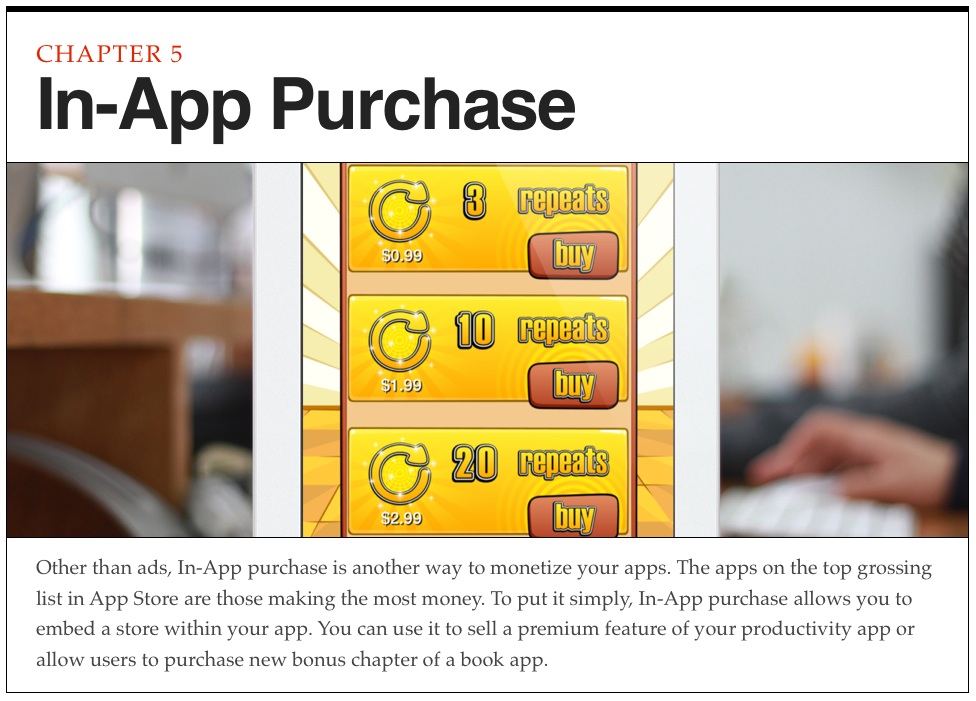 CHAPTER 5
In-App Purchase
3 repeats
$0.99 buy
10 repeats
$1.99 buy
20 repeats
$2.99 buy
Other than ads, In-App purchase is another way to monetize your apps. The apps on the top grossing
list in App Store are those making the most money. To put it simply, In-App purchase allows you to
embed a store within your app. You can use it to sell a premium feature of your productivity app or
allow users to purchase new bonus chapter of a book app.